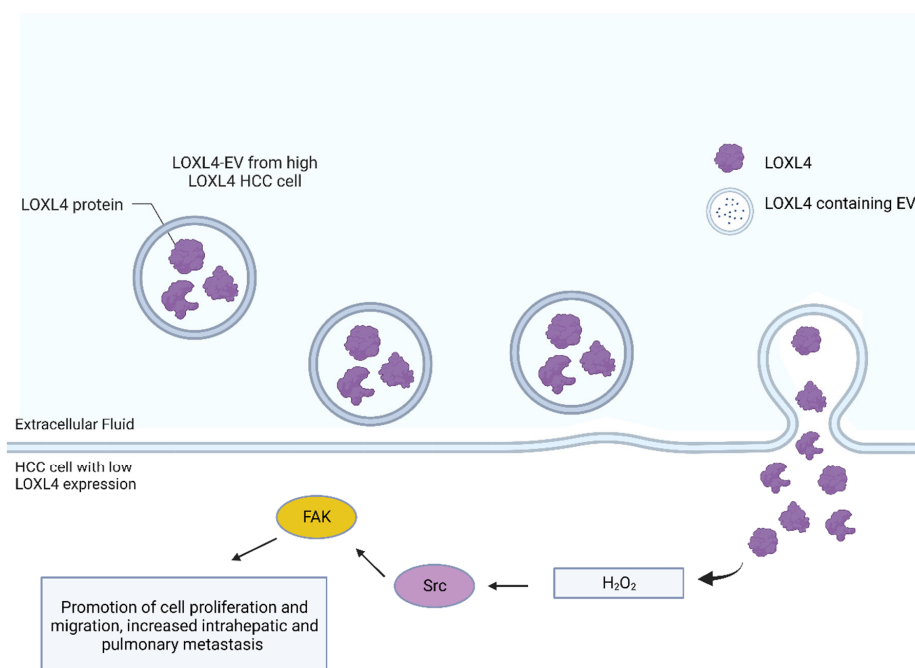 LOXL4-EV from high
LOXL4 HCC cell
LOXL4 protein
LOXL4
LOXL4 containing EV
Extracellular Fluid
HCC cell with low
LOXL4 expression
FAK
Src
H₂O₂
Promotion of cell proliferation and
migration, increased intrahepatic and
pulmonary metastasis